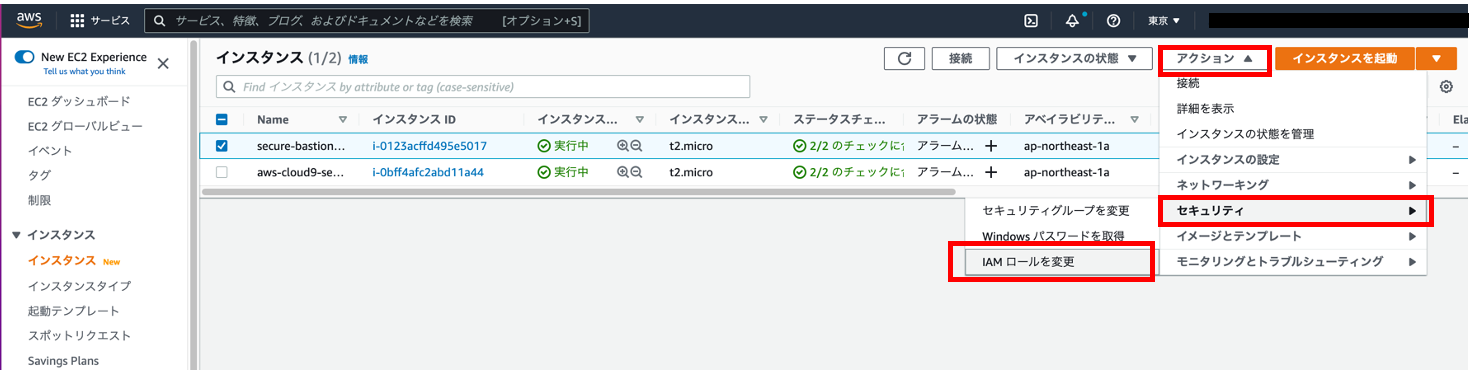 aws サービス サービス、特徴、ブログ、およびドキュメントなどを検索 [オプション+S] 東京 ▼
New EC2 Experience
Tell us what you think
EC2 ダッシュボード
EC2 グローバルビュー
イベント
タグ
制限
▼ インスタンス
インスタンス New
インスタンスタイプ
起動テンプレート
スポットリクエスト
Savings Plans
インスタンス (1/2) 情報
接続 インスタンスの状態 ▼ アクション ▲ インスタンスを起動 ▼
Find インスタンス by attribute or tag (case-sensitive)
Name インスタンス ID インスタンス... インスタンス... ステータスチェ... アラームの状態 アベイラビリテ... Ela
secure-bastion... i-0123acffd495e5017 実行中 t2.micro 2/2 のチェックに合 アラーム... + ap-northeast-1a –
aws-cloud9-se... i-0bff4afc2abd11a44 実行中 t2.micro 2/2 のチェックに合 アラーム... + ap-northeast-1a –
接続
詳細を表示
インスタンスの状態を管理
インスタンスの設定
ネットワーキング
セキュリティ
イメージとテンプレート
モニタリングとトラブルシューティング
セキュリティグループを変更
Windows パスワードを取得
IAM ロールを変更